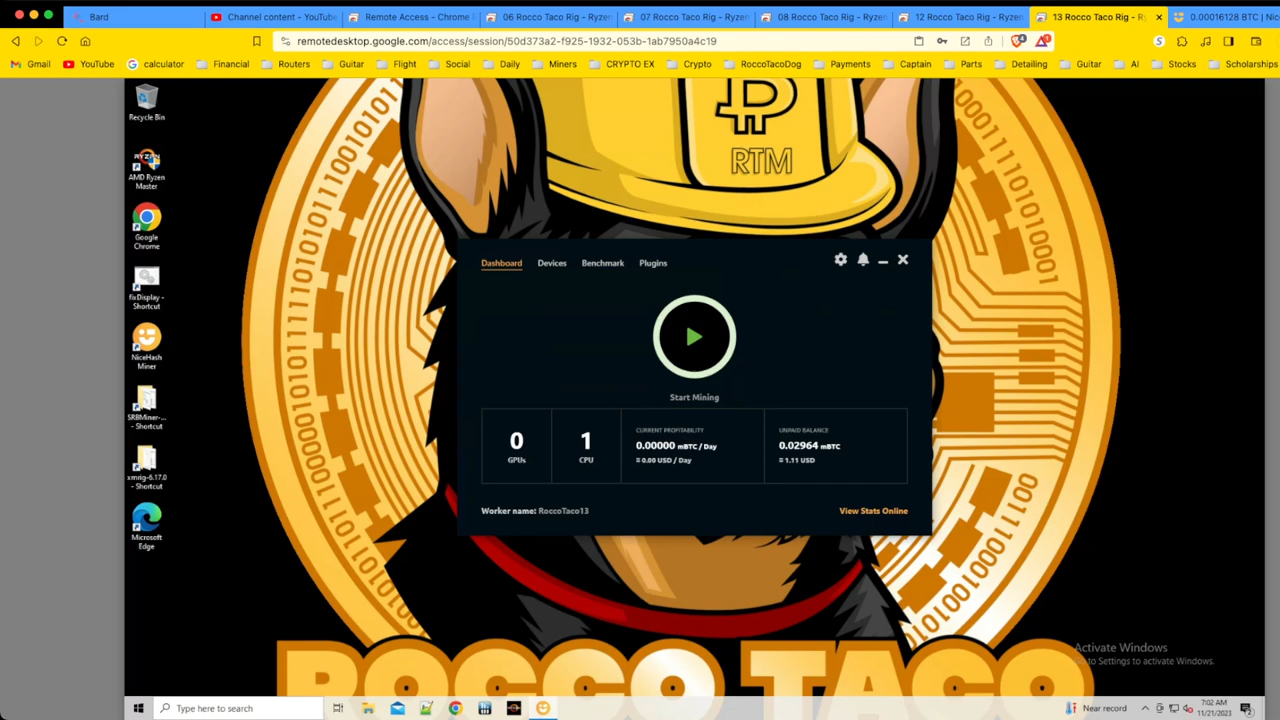 Bard
Channel content - YouTube
Remote Access - Chrome
06 Rocco Taco Rig - Ryzen
07 Rocco Taco Rig - Ryzen
08 Rocco Taco Rig - Ryzen
12 Rocco Taco Rig - Ryzen
13 Rocco Taco Rig - Ry
0.00016128 BTC | Nice
remotedesktop.google.com/access/session/50d373a2-f925-1932-053b-1ab7950a4c19
Gmail
YouTube
calculator
Financial
Routers
Guitar
Flight
Social
Daily
Miners
CRYPTO EX
Crypto
RoccoTacoDog
Payments
Captain
Parts
Detailing
Guitar
AI
Stocks
Scholarships
Recycle Bin
AMD Ryzen
Master
Google
Chrome
fixDisplay -
Shortcut
NiceHash
Miner
SRBMiner-...
- Shortcut
xmrig-6.17.0
- Shortcut
Microsoft
Edge
RTM
Dashboard
Devices
Benchmark
Plugins
Start Mining
0
GPUs
1
CPU
CURRENT PROFITABILITY
0.00000 mBTC / Day
= 0.00 USD / Day
UNPAID BALANCE
0.02964 mBTC
= 1.11 USD
Worker name: RoccoTaco13
View Stats Online
ROCCO TACO
Activate Windows
Go to Settings to activate Windows.
Type here to search
Near record
7:02 AM
11/21/2023